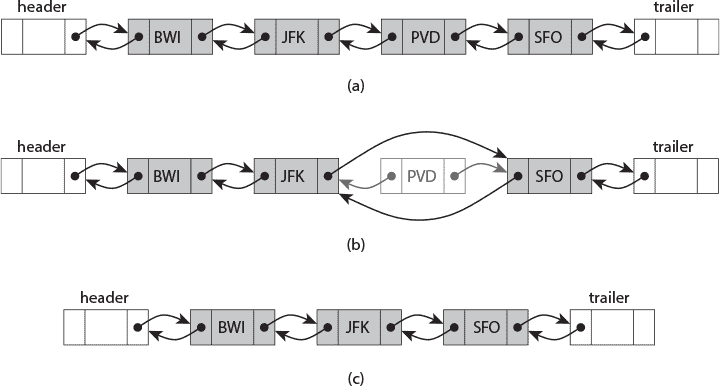 header trailer
BWI JFK PVD SFO
(a)
header trailer
BWI JFK PVD SFO
(b)
header trailer
BWI JFK SFO
(c)